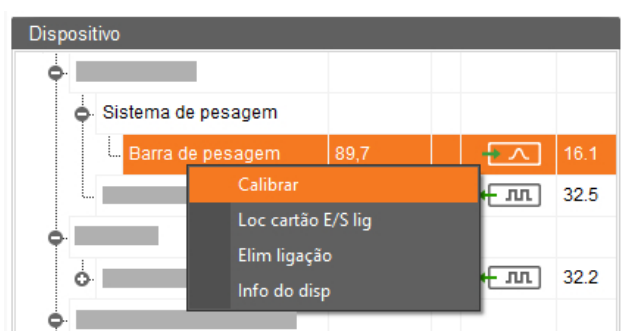 Dispositivo
Sistema de pesagem
Barra de pesagem 89,7 16.1
Calibrar
32.5
Loc cartão E/S lig
Elim ligação
32.2
Info do disp